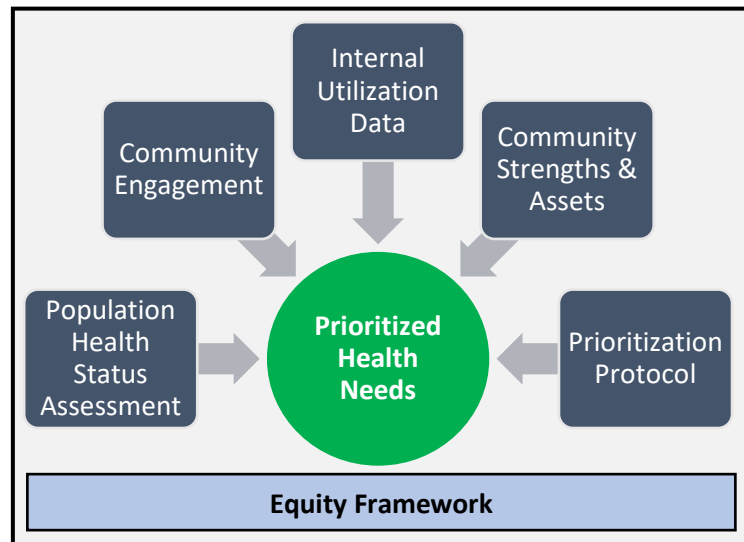 Internal
Utilization
Data
Community
Engagement
Community
Strengths &
Assets
Population
Health
Status
Assessment
Prioritized
Health
Needs
Prioritization
Protocol
Equity Framework